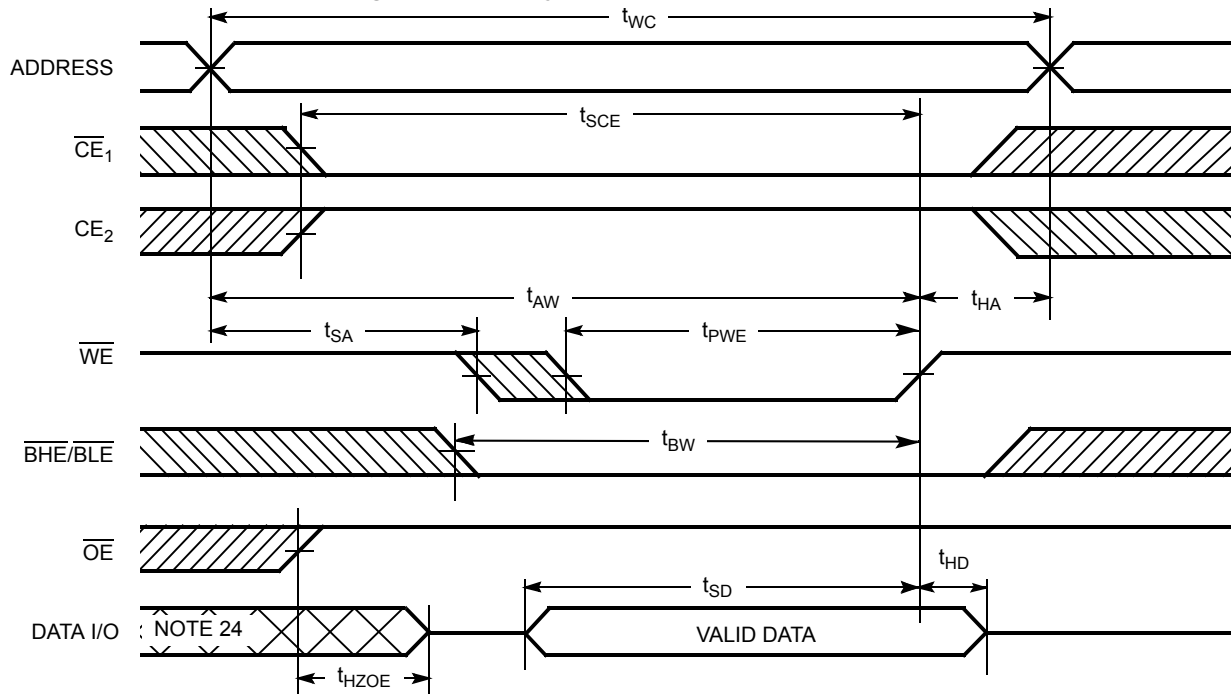 tWC
ADDRESS
tSCE
CE1
CE2
tAW
tHA
tSA
tPWE
WE
BHE/BLE
tBW
OE
tHD
tSD
DATA I/O
NOTE 24
VALID DATA
tHZOE